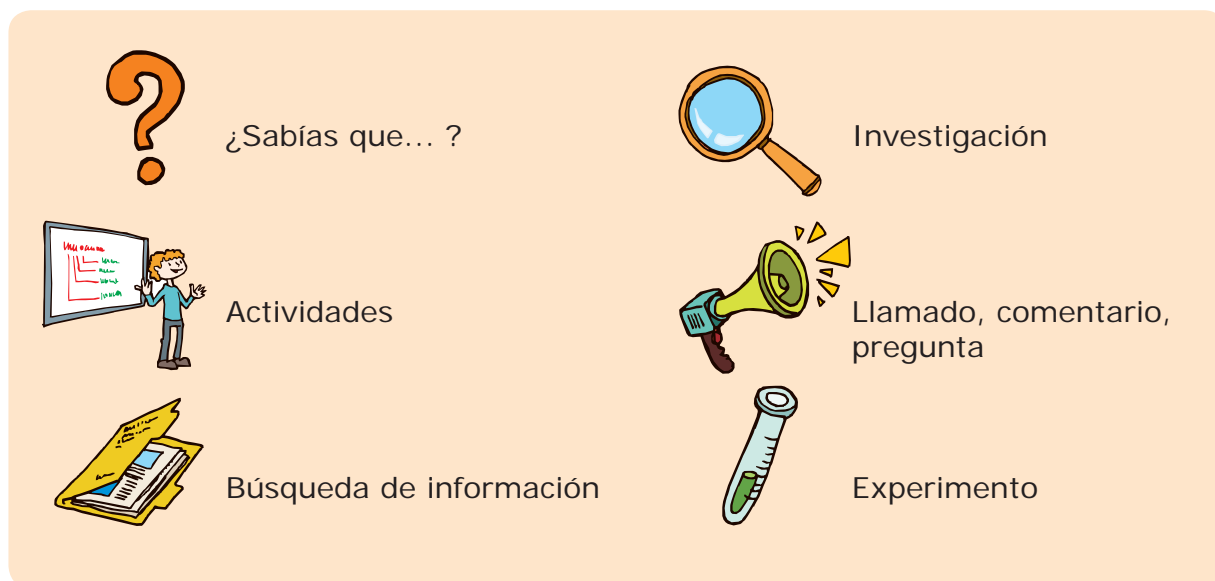 ¿Sabías que... ?
Investigación
Actividades
Llamado, comentario,
pregunta
Búsqueda de información
Experimento